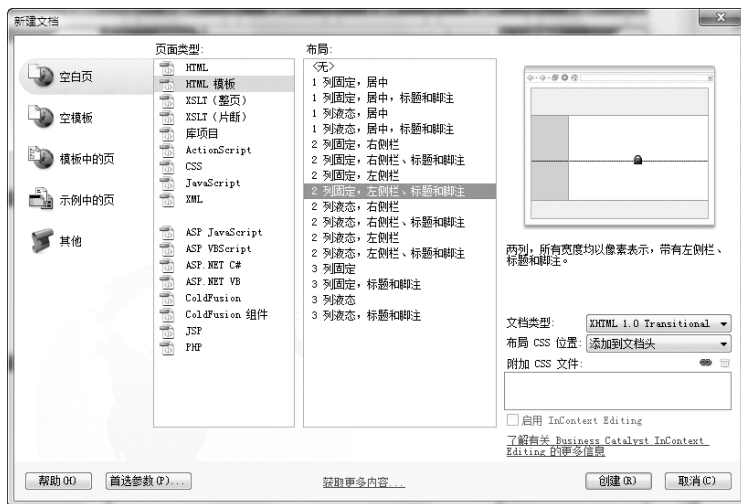 新建文档
空白页
空模板
模板中的页
示例中的页
其他
页面类型:
HTML
HTML 模板
XSLT (整页)
XSLT (片断)
库项目
ActionScript
CSS
JavaScript
XML
ASP JavaScript
ASP VBScript
ASP.NET C#
ASP.NET VB
ColdFusion
ColdFusion 组件
JSP
PHP
布局:
<无>
1 列固定,居中
1 列固定,居中,标题和脚注
1 列液态,居中
1 列液态,居中,标题和脚注
2 列固定,右侧栏
2 列固定,右侧栏、标题和脚注
2 列固定,左侧栏
2 列固定,左侧栏、标题和脚注
2 列液态,右侧栏
2 列液态,右侧栏、标题和脚注
2 列液态,左侧栏
2 列液态,左侧栏、标题和脚注
3 列固定
3 列固定,标题和脚注
3 列液态
3 列液态,标题和脚注
两列,所有宽度均以像素表示,带有左侧栏、
标题和脚注。
文档类型: XHTML 1.0 Transitional
布局 CSS 位置: 添加到文档头
附加 CSS 文件:
启用 InContext Editing
了解有关 Business Catalyst InContext
Editing 的更多信息
帮助(H) 首选参数(P)... 获取更多内容... 创建(R) 取消(C)